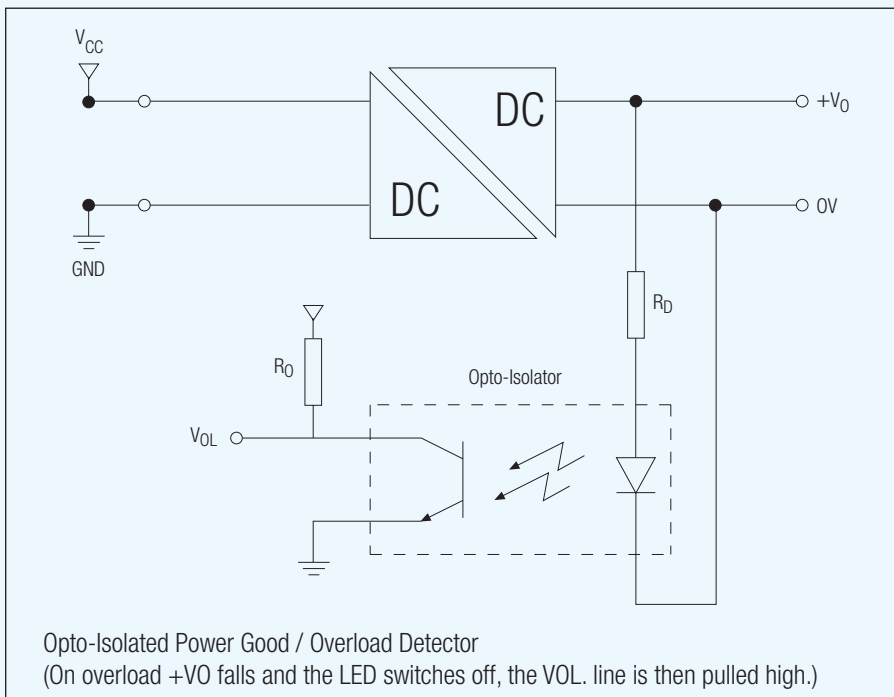 VCC
DC
+VO
DC
0V
GND
RD
RO
Opto-Isolator
VOL
Opto-Isolated Power Good / Overload Detector
(On overload +VO falls and the LED switches off, the VOL. line is then pulled high.)